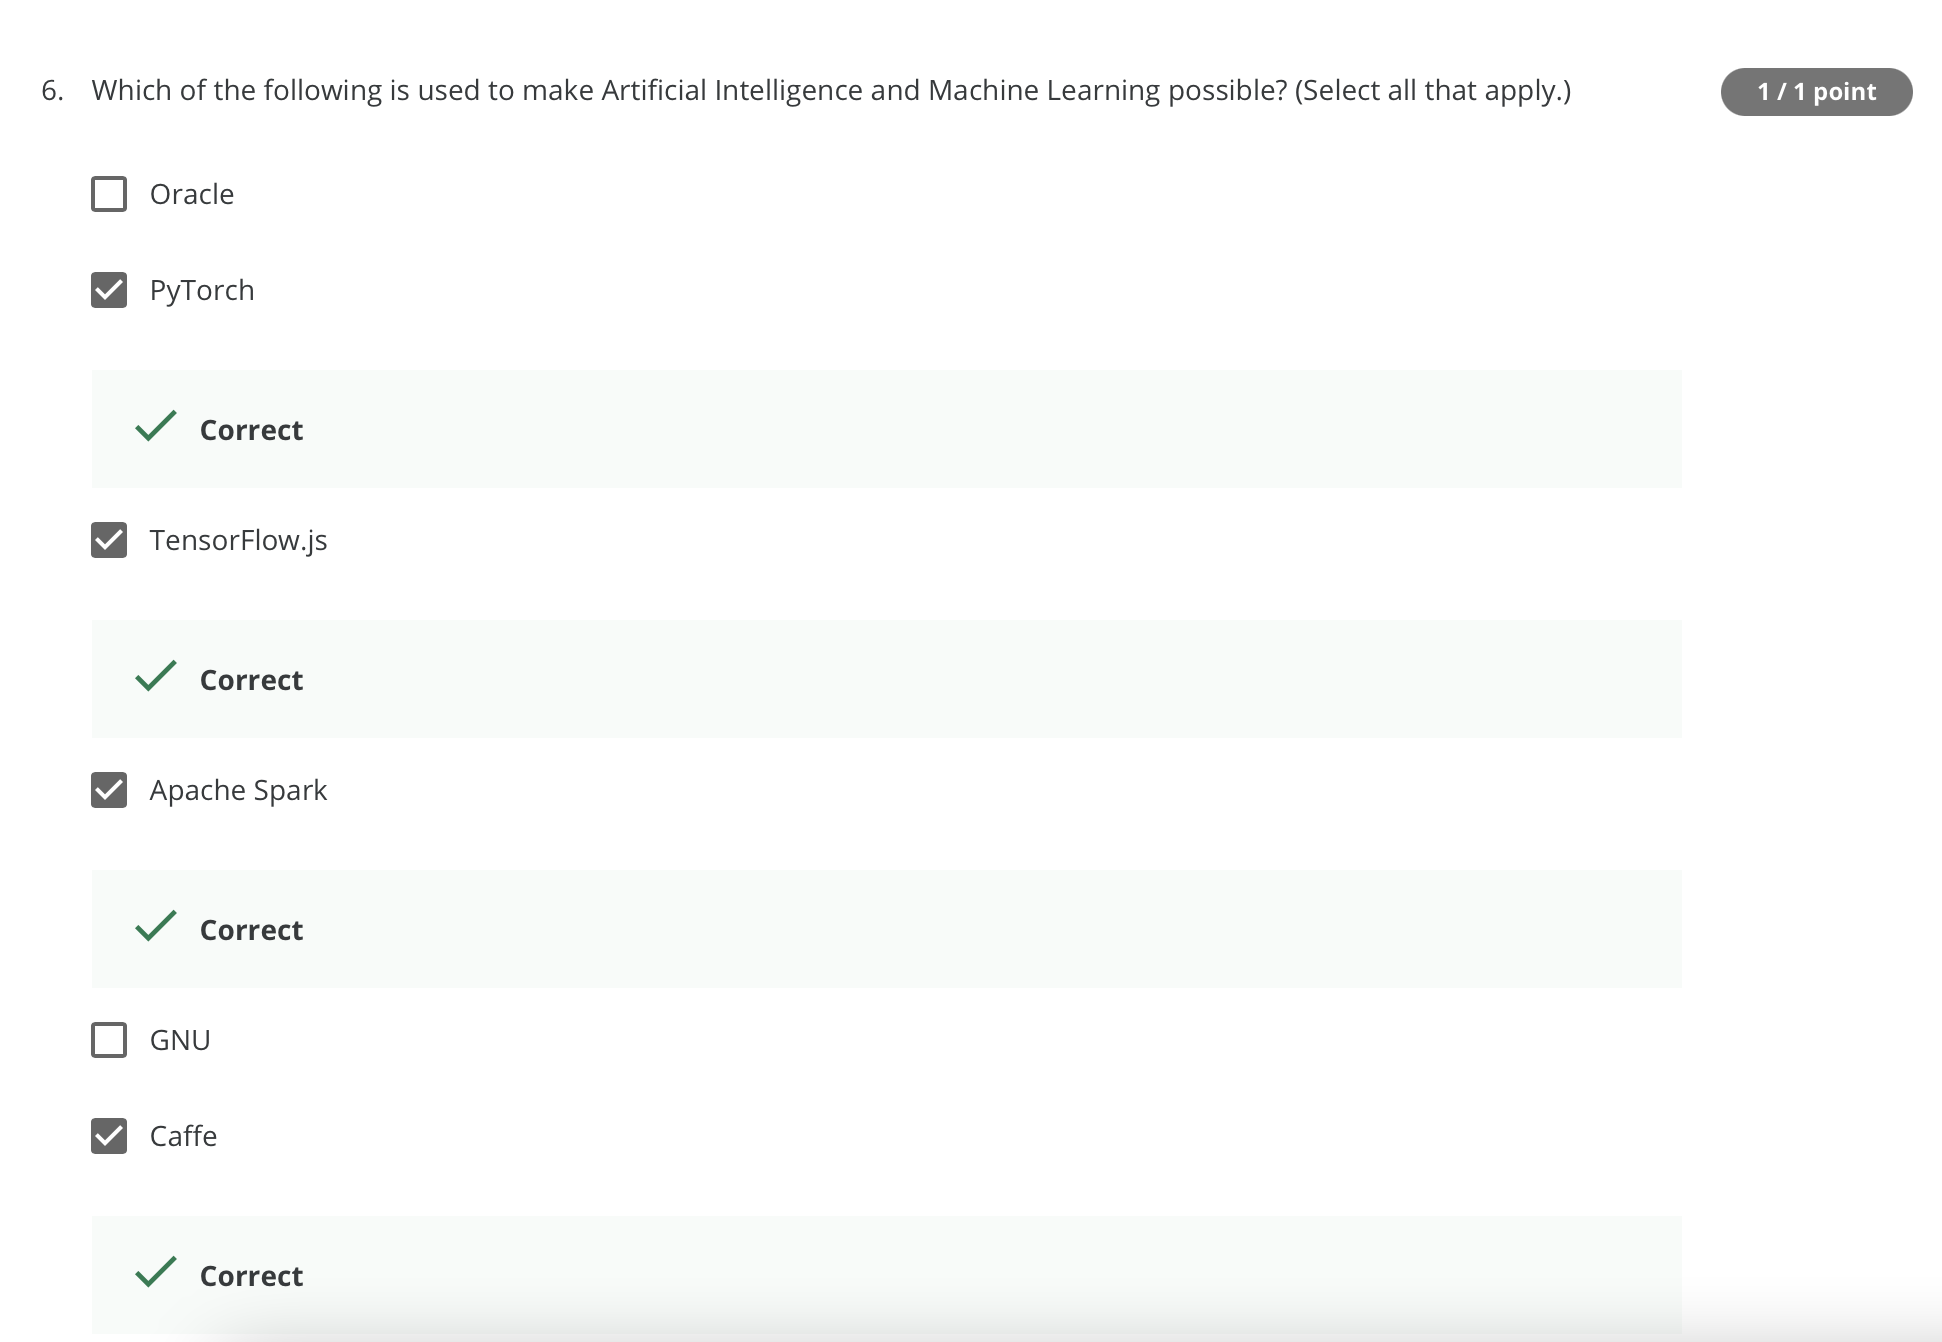 6. Which of the following is used to make Artificial Intelligence and Machine Learning possible? (Select all that apply.)
1 / 1 point
Oracle
PyTorch
Correct
TensorFlow.js
Correct
Apache Spark
Correct
GNU
Caffe
Correct